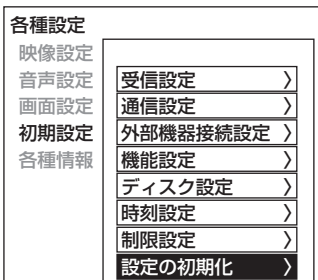 各種設定
映像設定
音声設定
画面設定
初期設定
各種情報
受信設定 〉
通信設定 〉
外部機器接続設定 〉
機能設定 〉
ディスク設定 〉
時刻設定 〉
制限設定 〉
設定の初期化 〉